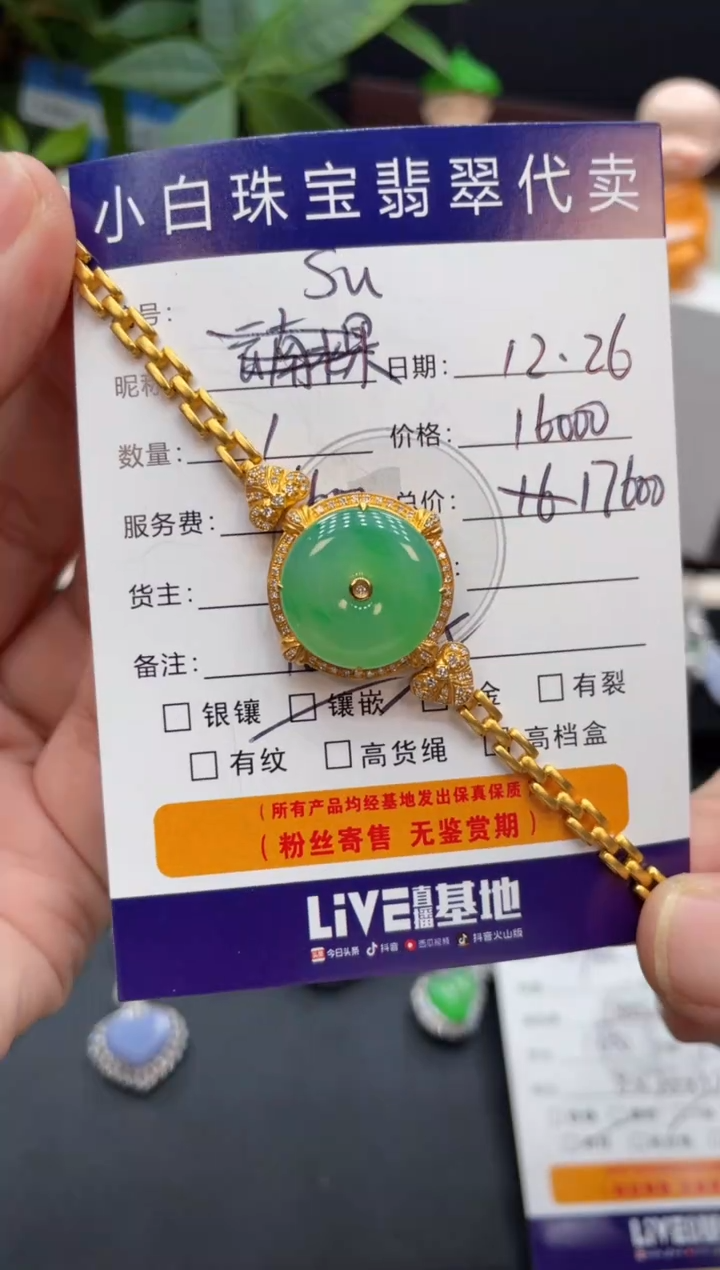 小白珠宝翡翠代卖
号：Su
昵称 日期：12.26
数量：1 价格：16000
服务费： 总价：16 17600
货主：
备注：
□银镶 □镶嵌 □金 □有裂
□有纹 □高货绳 □高档盒
（所有产品均经基地发出保真保质
（粉丝寄售 无鉴赏期）
LiVE直播基地
今日头条 抖音 西瓜视频 抖音火山版